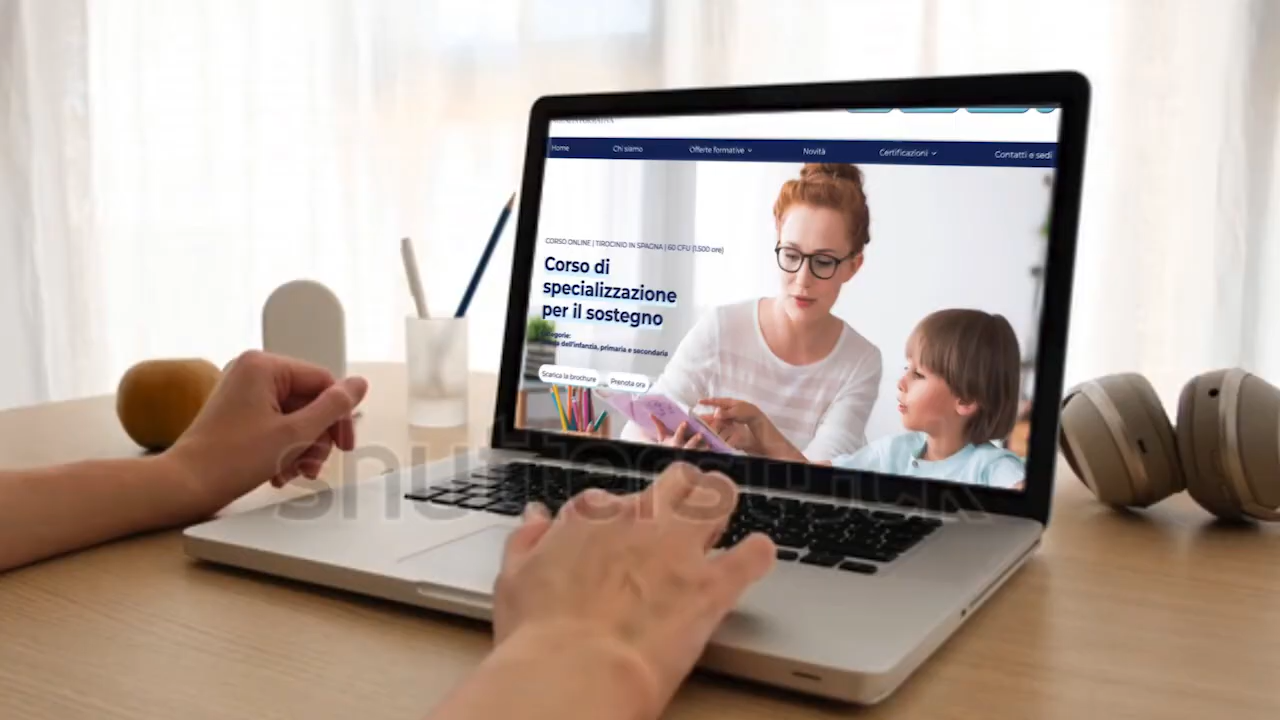 Home Chi siamo Offerte formative Novità Certificazioni Contatti e sedi
CORSO ONLINE | TIROCINIO IN SPAGNA | 60 CFU (1.500 ore)
Corso di
specializzazione
per il sostegno
dell'infanzia, primaria e secondaria
Scarica la brochure Prenota ora
shutterstock